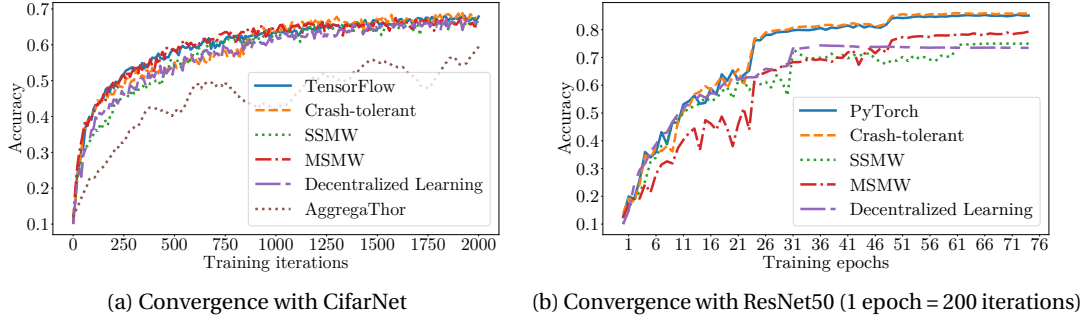 0.7
0.6
0.5
0.4
0.3
0.2
0.1
Accuracy
TensorFlow
Crash-tolerant
SSMW
MSMW
Decentralized Learning
AggregaThor
0 250 500 750 1000 1250 1500 1750 2000
Training iterations
(a) Convergence with CifarNet
0.8
0.7
0.6
0.5
0.4
0.3
0.2
0.1
Accuracy
PyTorch
Crash-tolerant
SSMW
MSMW
Decentralized Learning
1 6 11 16 21 26 31 36 41 46 51 56 61 66 71 76
Training epochs
(b) Convergence with ResNet50 (1 epoch = 200 iterations)